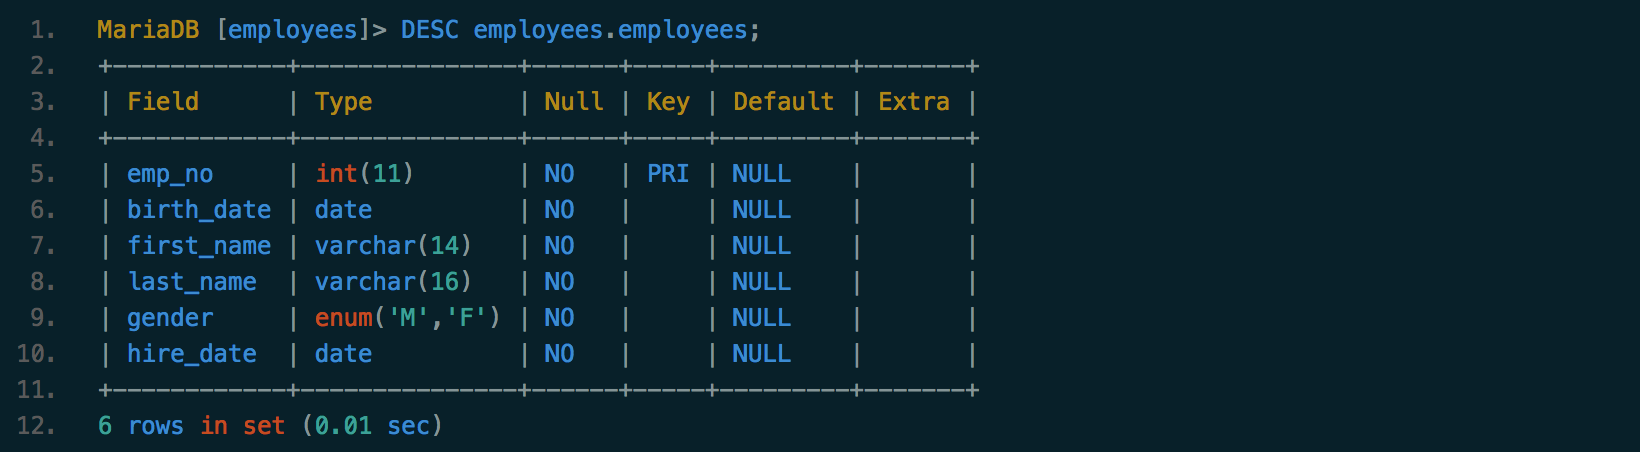 1. MariaDB [employees]> DESC employees.employees;
2. +------------+---------------+------+-----+---------+-------+
3. | Field      | Type          | Null | Key | Default | Extra |
4. +------------+---------------+------+-----+---------+-------+
5. | emp_no     | int(11)       | NO   | PRI | NULL    |       |
6. | birth_date | date          | NO   |     | NULL    |       |
7. | first_name | varchar(14)   | NO   |     | NULL    |       |
8. | last_name  | varchar(16)   | NO   |     | NULL    |       |
9. | gender     | enum('M','F') | NO   |     | NULL    |       |
10. | hire_date  | date          | NO   |     | NULL    |       |
11. +------------+---------------+------+-----+---------+-------+
12. 6 rows in set (0.01 sec)